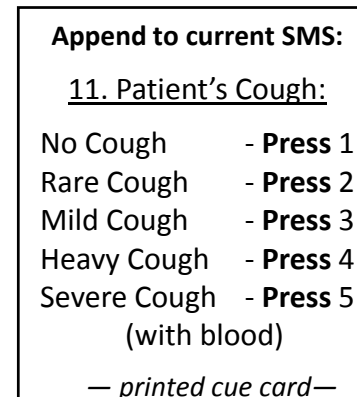 Append to current SMS:
11. Patient’s Cough:
No Cough - Press 1
Rare Cough - Press 2
Mild Cough - Press 3
Heavy Cough - Press 4
Severe Cough - Press 5
(with blood)
— printed cue card—